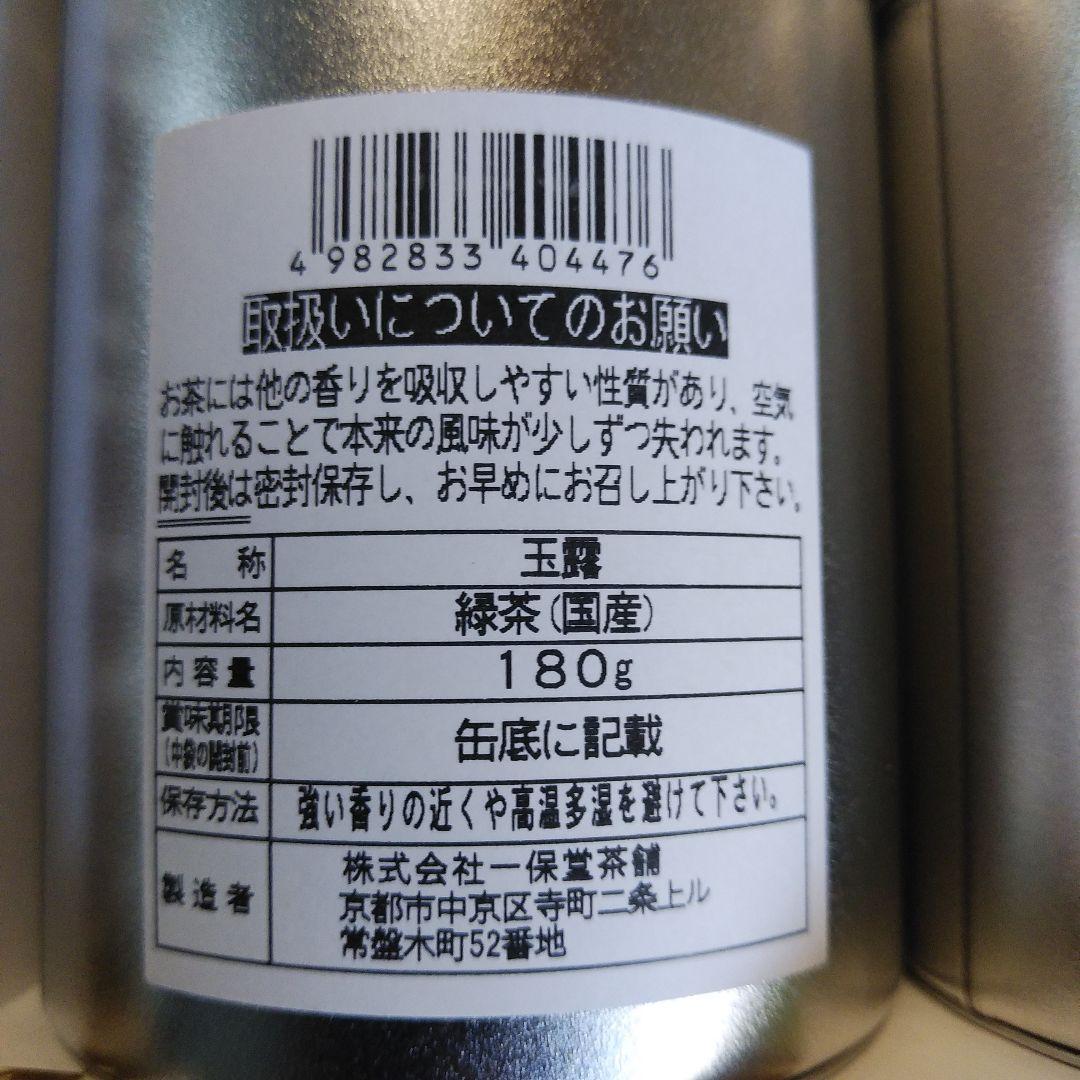 4 982833 404476
取扱いについてのお願い
お茶には他の香りを吸収しやすい性質があり、空気
に触れることで本来の風味が少しずつ失われます。
開封後は密封保存し、お早めにお召し上がり下さい。
名称 玉露
原材料名 緑茶(国産)
内容量 180g
賞味期限 (中袋の開封前) 缶底に記載
保存方法 強い香りの近くや高温多湿を避けて下さい。
製造者 株式会社一保堂茶舗
京都市中京区寺町二条上ル
常盤木町52番地